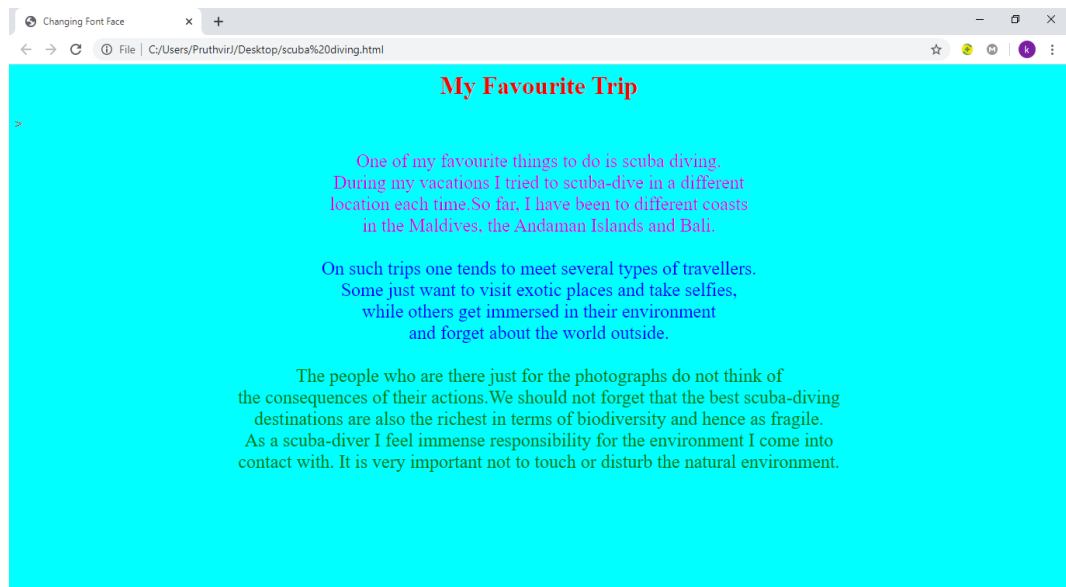 Changing Font Face
File | C:/Users/PruthvirJ/Desktop/scuba%20diving.html
k
My Favourite Trip
>
One of my favourite things to do is scuba diving.
During my vacations I tried to scuba-dive in a different
location each time.So far, I have been to different coasts
in the Maldives, the Andaman Islands and Bali.
On such trips one tends to meet several types of travellers.
Some just want to visit exotic places and take selfies,
while others get immersed in their environment
and forget about the world outside.
The people who are there just for the photographs do not think of
the consequences of their actions.We should not forget that the best scuba-diving
destinations are also the richest in terms of biodiversity and hence as fragile.
As a scuba-diver I feel immense responsibility for the environment I come into
contact with. It is very important not to touch or disturb the natural environment.